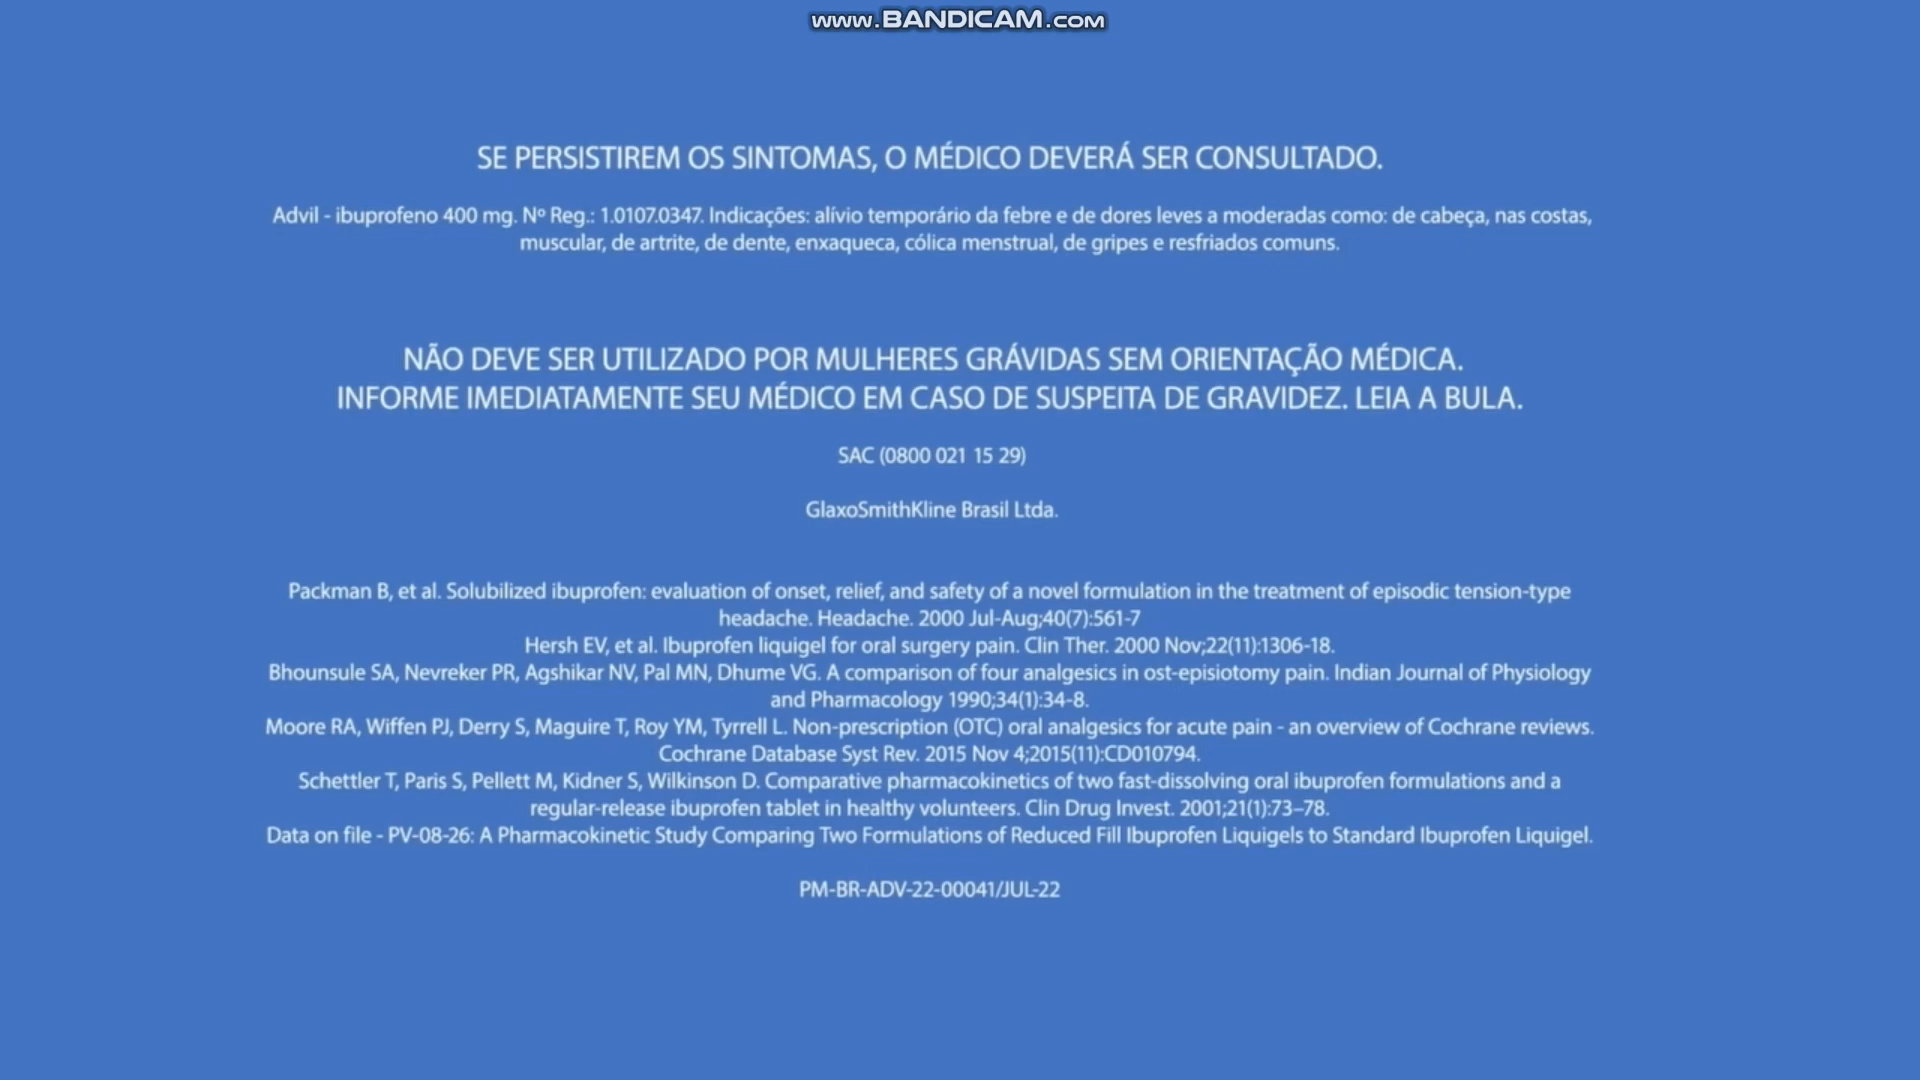 www.BANDICAM.com
SE PERSISTIREM OS SINTOMAS, O MÉDICO DEVERÁ SER CONSULTADO.
Advil - ibuprofeno 400 mg. Nº Reg.: 1.0107.0347. Indicações: alívio temporário da febre e de dores leves a moderadas como: de cabeça, nas costas,
muscular, de artrite, de dente, enxaqueca, cólica menstrual, de gripes e resfriados comuns.
NÃO DEVE SER UTILIZADO POR MULHERES GRÁVIDAS SEM ORIENTAÇÃO MÉDICA.
INFORME IMEDIATAMENTE SEU MÉDICO EM CASO DE SUSPEITA DE GRAVIDEZ. LEIA A BULA.
SAC (0800 021 15 29)
GlaxoSmithKline Brasil Ltda.
Packman B, et al. Solubilized ibuprofen: evaluation of onset, relief, and safety of a novel formulation in the treatment of episodic tension-type
headache. Headache. 2000 Jul-Aug;40(7):561-7
Hersh EV, et al. Ibuprofen liquigel for oral surgery pain. Clin Ther. 2000 Nov;22(11):1306-18.
Bhounsule SA, Nevreker PR, Agshikar NV, Pal MN, Dhume VG. A comparison of four analgesics in ost-episiotomy pain. Indian Journal of Physiology
and Pharmacology 1990;34(1):34-8.
Moore RA, Wiffen PJ, Derry S, Maguire T, Roy YM, Tyrrell L. Non-prescription (OTC) oral analgesics for acute pain - an overview of Cochrane reviews.
Cochrane Database Syst Rev. 2015 Nov 4;2015(11):CD010794.
Schettler T, Paris S, Pellett M, Kidner S, Wilkinson D. Comparative pharmacokinetics of two fast-dissolving oral ibuprofen formulations and a
regular-release ibuprofen tablet in healthy volunteers. Clin Drug Invest. 2001;21(1):73–78.
Data on file - PV-08-26: A Pharmacokinetic Study Comparing Two Formulations of Reduced Fill Ibuprofen Liquigels to Standard Ibuprofen Liquigel.
PM-BR-ADV-22-00041/JUL-22